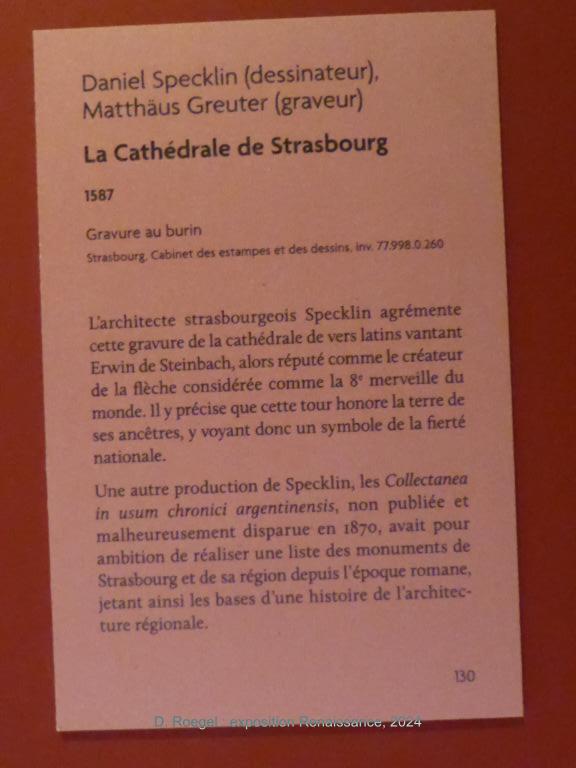 Daniel Specklin (dessinateur),
Matthäus Greuter (graveur)
La Cathédrale de Strasbourg
1587
Gravure au burin
Strasbourg, Cabinet des estampes et des dessins, inv. 77.998.0.260
L'architecte strasbourgeois Specklin agrémente
cette gravure de la cathédrale de vers latins vantant
Erwin de Steinbach, alors réputé comme le créateur
de la flèche considérée comme la 8e merveille du
monde. Il y précise que cette tour honore la terre de
ses ancêtres, y voyant donc un symbole de la fierté
nationale.
Une autre production de Specklin, les Collectanea
in usum chronici argentinensis, non publiée et
malheureusement disparue en 1870, avait pour
ambition de réaliser une liste des monuments de
Strasbourg et de sa région depuis l'époque romane,
jetant ainsi les bases d'une histoire de l'architec-
ture régionale.
130
D. Roegel : exposition Renaissance, 2024